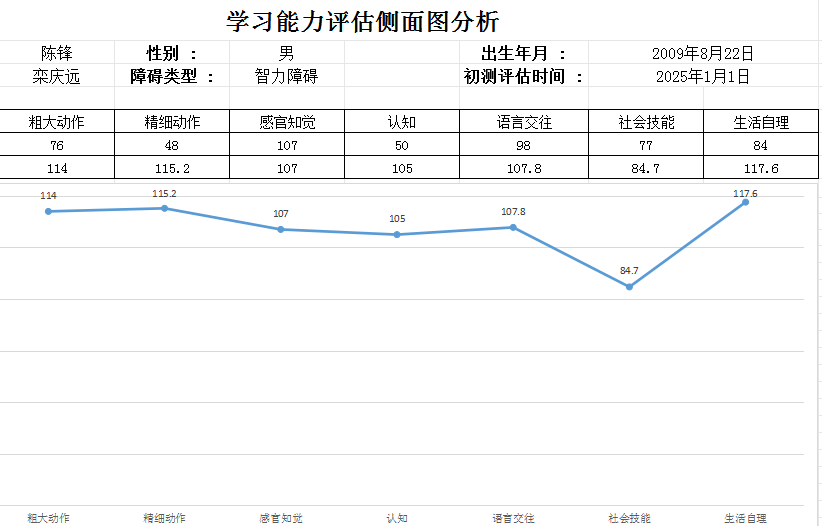 学习能力评估侧面图分析
陈锋 性别 : 男 出生年月 : 2009年8月22日
栾庆远 障碍类型 : 智力障碍 初测评估时间 : 2025年1月1日
粗大动作 精细动作 感官知觉 认知 语言交往 社会技能 生活自理
76 48 107 50 98 77 84
114 115.2 107 105 107.8 84.7 117.6
114 115.2 107 105 107.8 84.7 117.6
粗大动作 精细动作 感官知觉 认知 语言交往 社会技能 生活自理